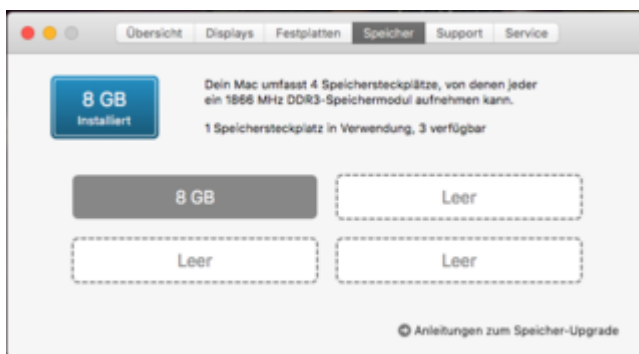 Übersicht Displays Festplatten Speicher Support Service
8 GB
Installiert
Dein Mac umfasst 4 Speichersteckplätze, von denen jeder
ein 1866 MHz DDR3-Speichermodul aufnehmen kann.
1 Speichersteckplatz in Verwendung, 3 verfügbar
8 GB Leer
Leer Leer
Anleitungen zum Speicher-Upgrade